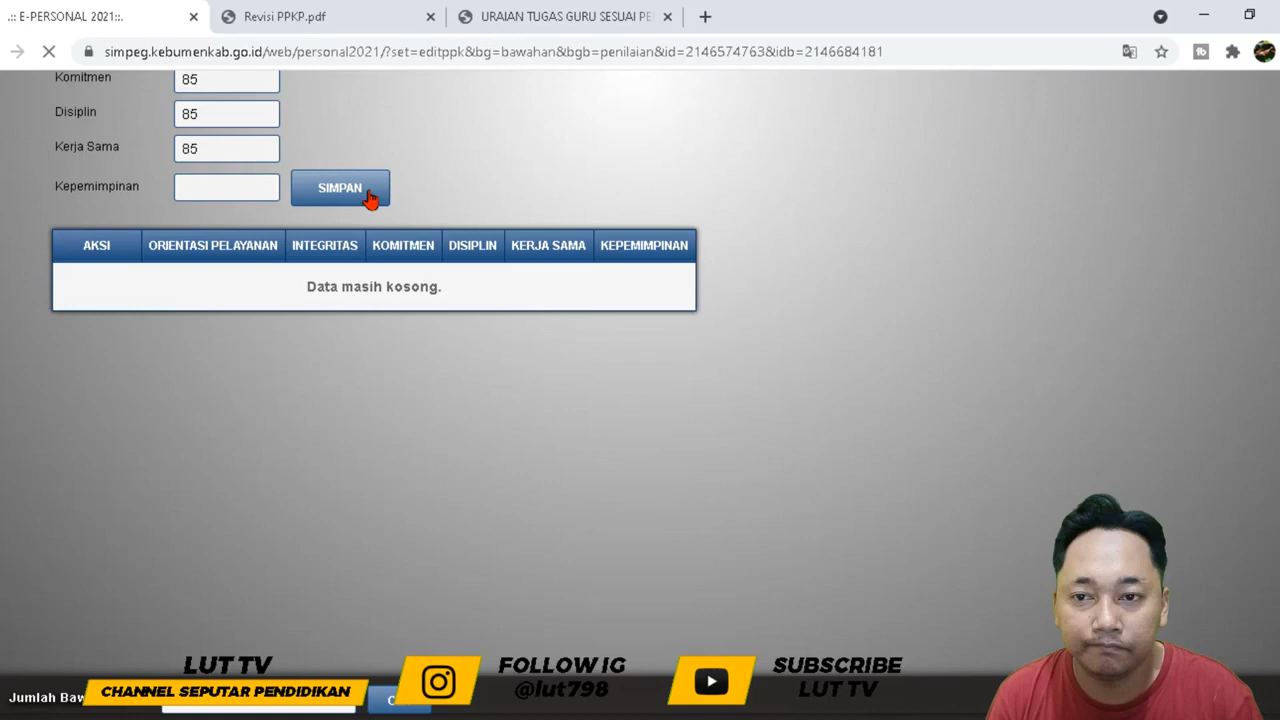 .:: E-PERSONAL 2021::.
Revisi PPKP.pdf
URAIAN TUGAS GURU SESUAI PE
simpeg.kebumenkab.go.id/web/personal2021/?set=editppk&bg=bawahan&bgb=penilaian&id=2146574763&idb=2146684181
Komitmen 85
Disiplin 85
Kerja Sama 85
Kepemimpinan SIMPAN
AKSI ORIENTASI PELAYANAN INTEGRITAS KOMITMEN DISIPLIN KERJA SAMA KEPEMIMPINAN
Data masih kosong.
LUT TV
CHANNEL SEPUTAR PENDIDIKAN
FOLLOW IG
@lut798
SUBSCRIBE
LUT TV
Jumlah